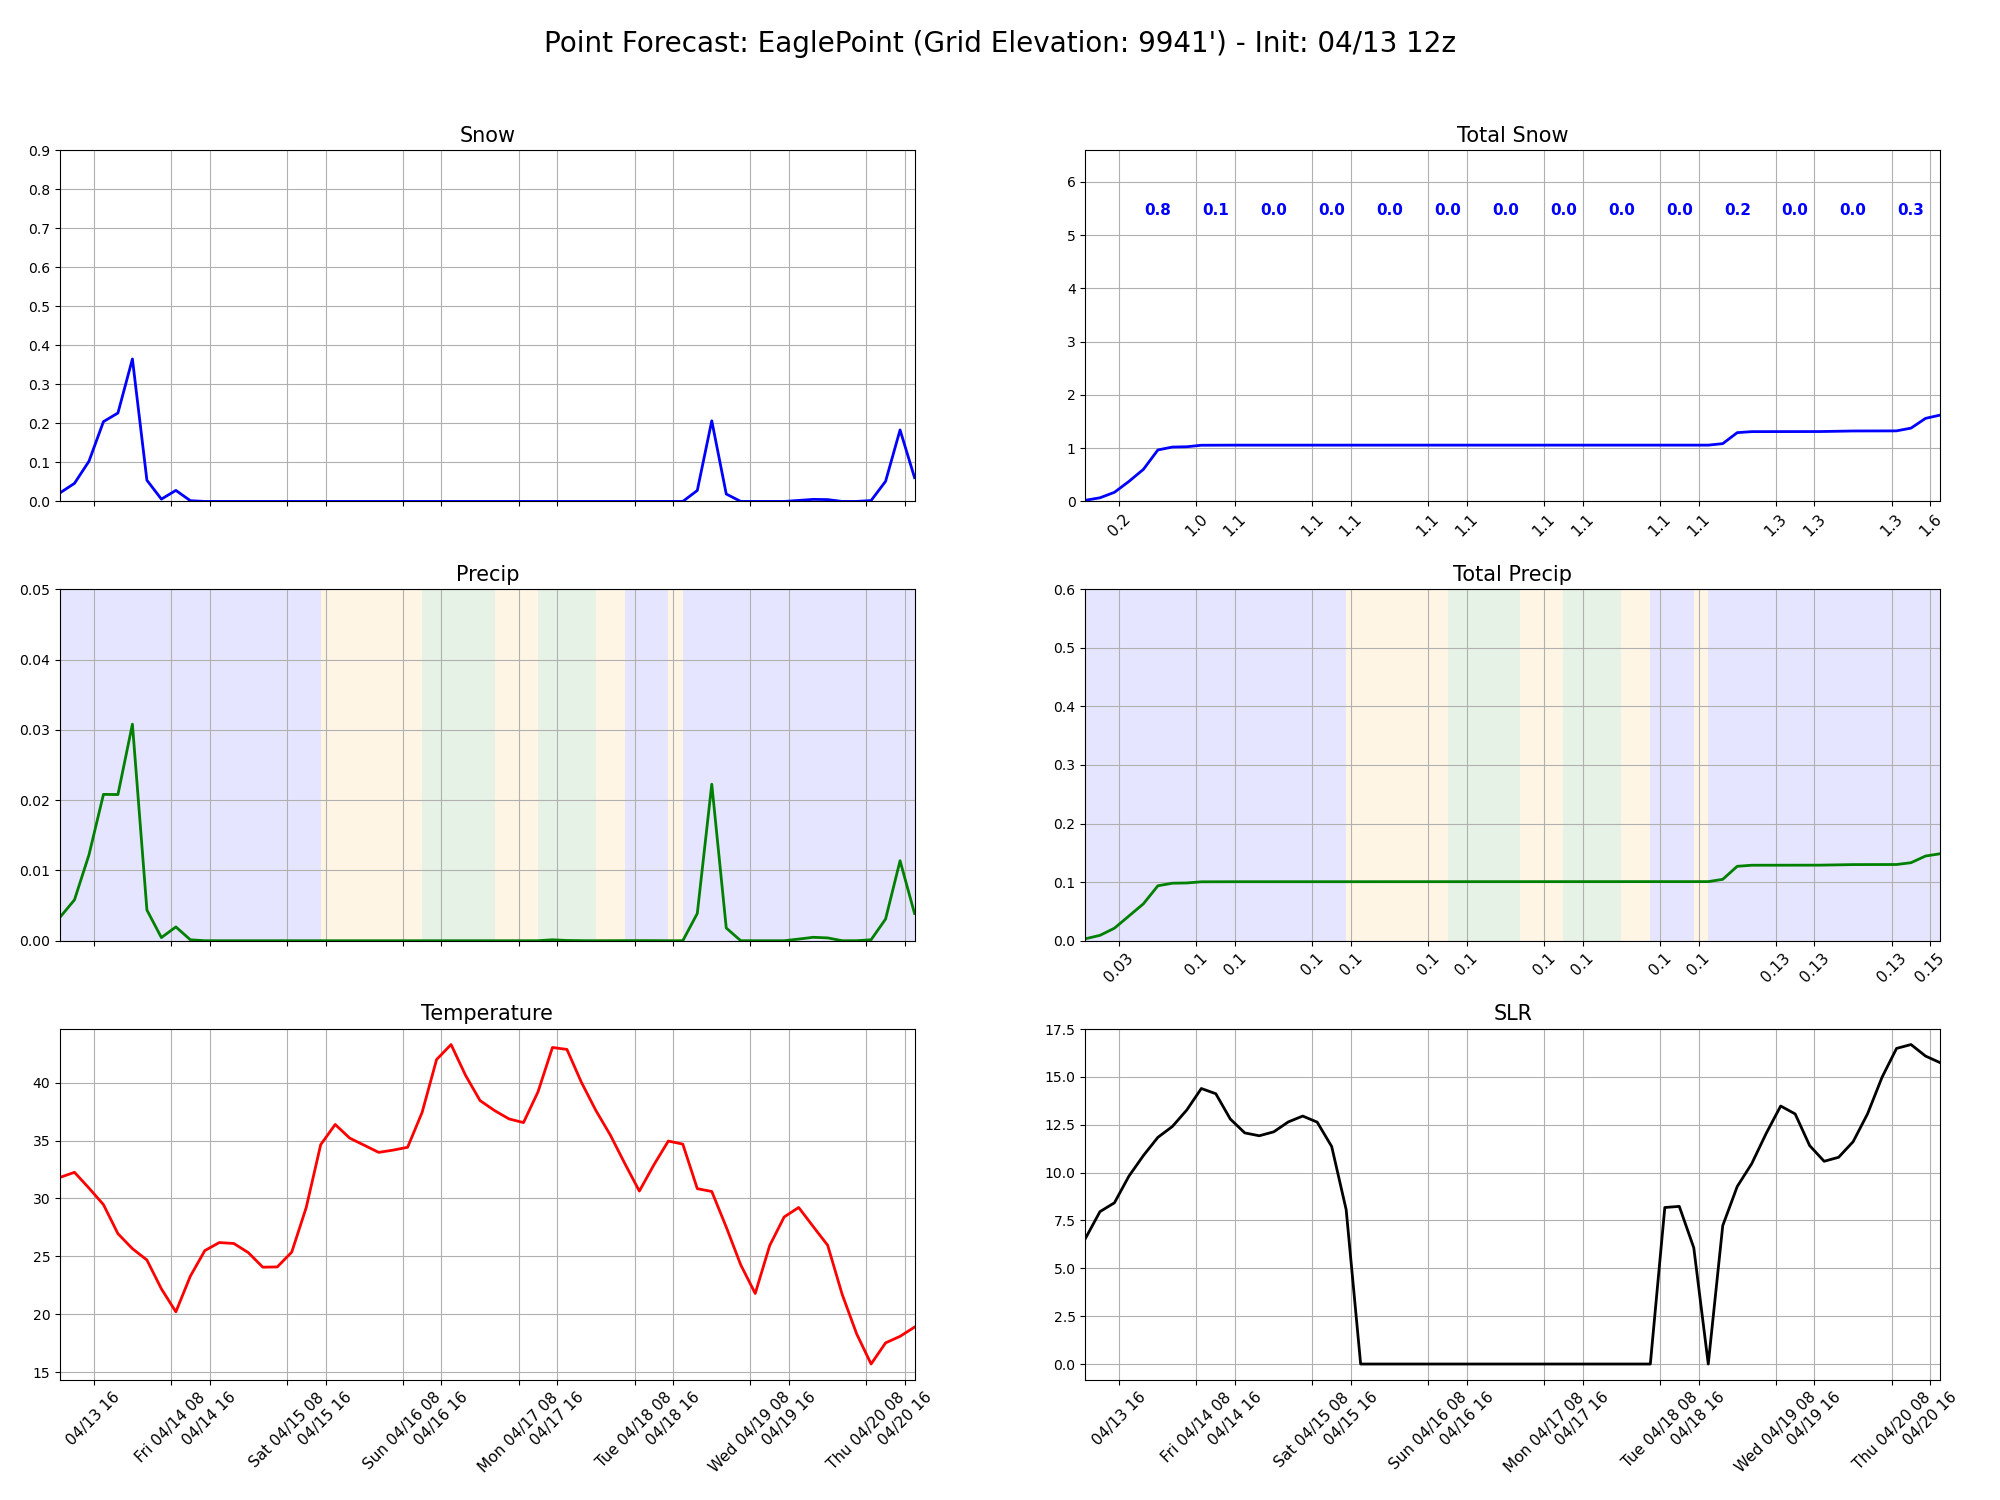 Point Forecast: EaglePoint (Grid Elevation: 9941') - Init: 04/13 12z
Snow
0.9
0.8
0.7
0.6
0.5
0.4
0.3
0.2
0.1
0.0
Total Snow
6
5
4
3
2
1
0
0.8 0.1 0.0 0.0 0.0 0.0 0.0 0.0 0.0 0.0 0.2 0.0 0.0 0.3
0.2 1.0 1.1 1.1 1.1 1.1 1.1 1.1 1.1 1.1 1.1 1.3 1.3 1.3 1.6
Precip
0.05
0.04
0.03
0.02
0.01
0.00
Total Precip
0.6
0.5
0.4
0.3
0.2
0.1
0.0
0.03 0.1 0.1 0.1 0.1 0.1 0.1 0.1 0.1 0.1 0.1 0.13 0.13 0.13 0.15
Temperature
40
35
30
25
20
15
04/13 16
Fri 04/14 08
04/14 16
Sat 04/15 08
04/15 16
Sun 04/16 08
04/16 16
Mon 04/17 08
04/17 16
Tue 04/18 08
04/18 16
Wed 04/19 08
04/19 16
Thu 04/20 08
04/20 16
SLR
17.5
15.0
12.5
10.0
7.5
5.0
2.5
0.0
04/13 16
Fri 04/14 08
04/14 16
Sat 04/15 08
04/15 16
Sun 04/16 08
04/16 16
Mon 04/17 08
04/17 16
Tue 04/18 08
04/18 16
Wed 04/19 08
04/19 16
Thu 04/20 08
04/20 16